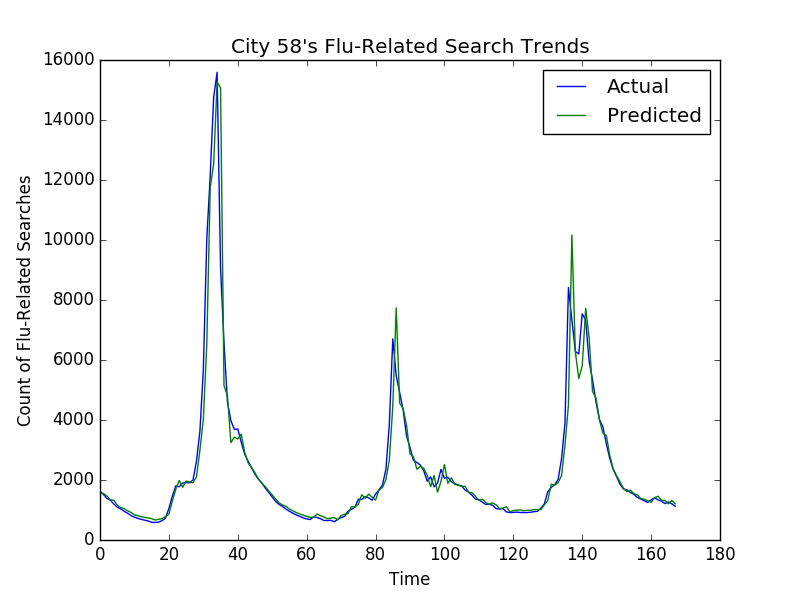 City 58's Flu-Related Search Trends
Actual
Predicted
16000
14000
12000
10000
8000
6000
4000
2000
0
Count of Flu-Related Searches
0 20 40 60 80 100 120 140 160 180
Time